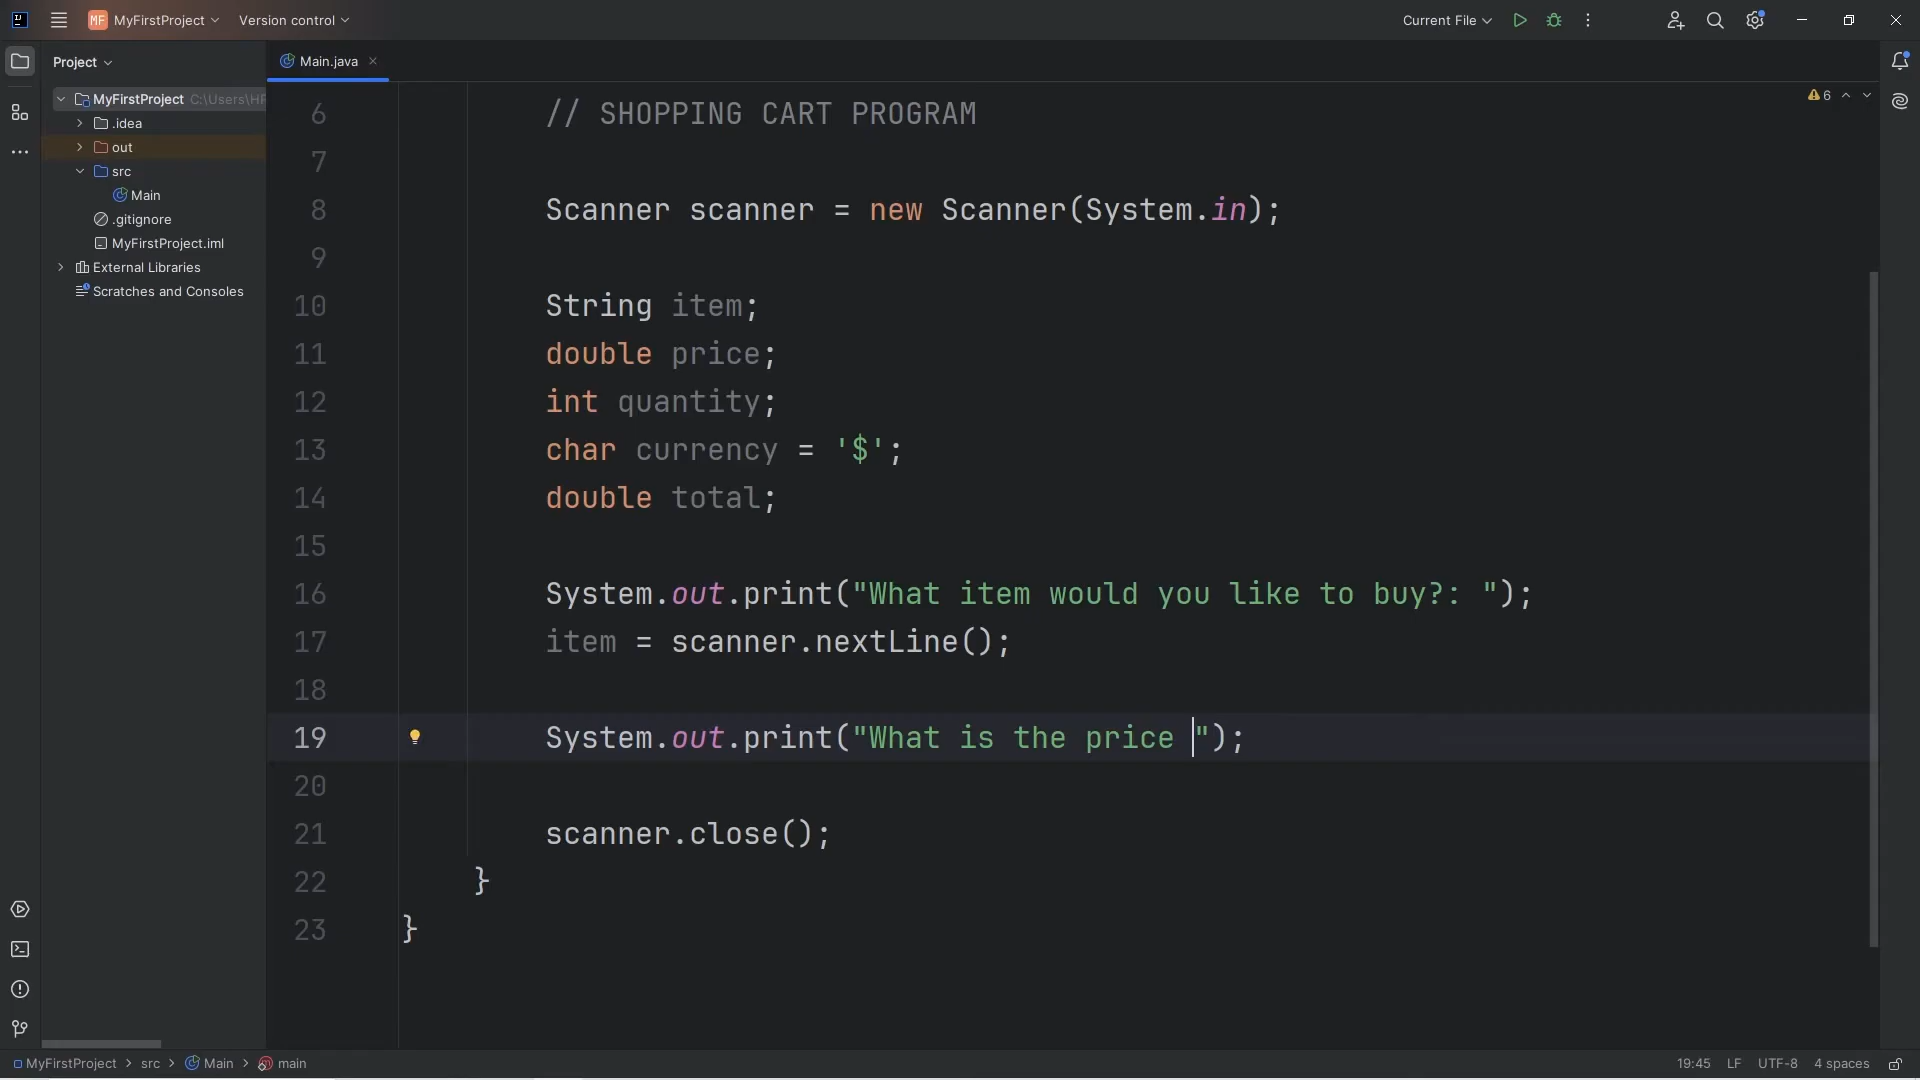 MF MyFirstProject Version control Current File
Project
Main.java
MyFirstProject C:\Users\HP
.idea
out
src
Main
.gitignore
MyFirstProject.iml
External Libraries
Scratches and Consoles
6
6 // SHOPPING CART PROGRAM
7
8 Scanner scanner = new Scanner(System.in);
9
10 String item;
11 double price;
12 int quantity;
13 char currency = '$';
14 double total;
15
16 System.out.print("What item would you like to buy?: ");
17 item = scanner.nextLine();
18
19 System.out.print("What is the price ");
20
21 scanner.close();
22 }
23 }
MyFirstProject > src > Main > main 19:45 LF UTF-8 4 spaces